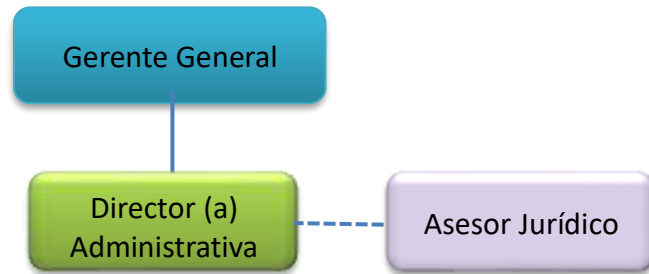 Gerente General
Director (a)
Administrativa
Asesor Jurídico